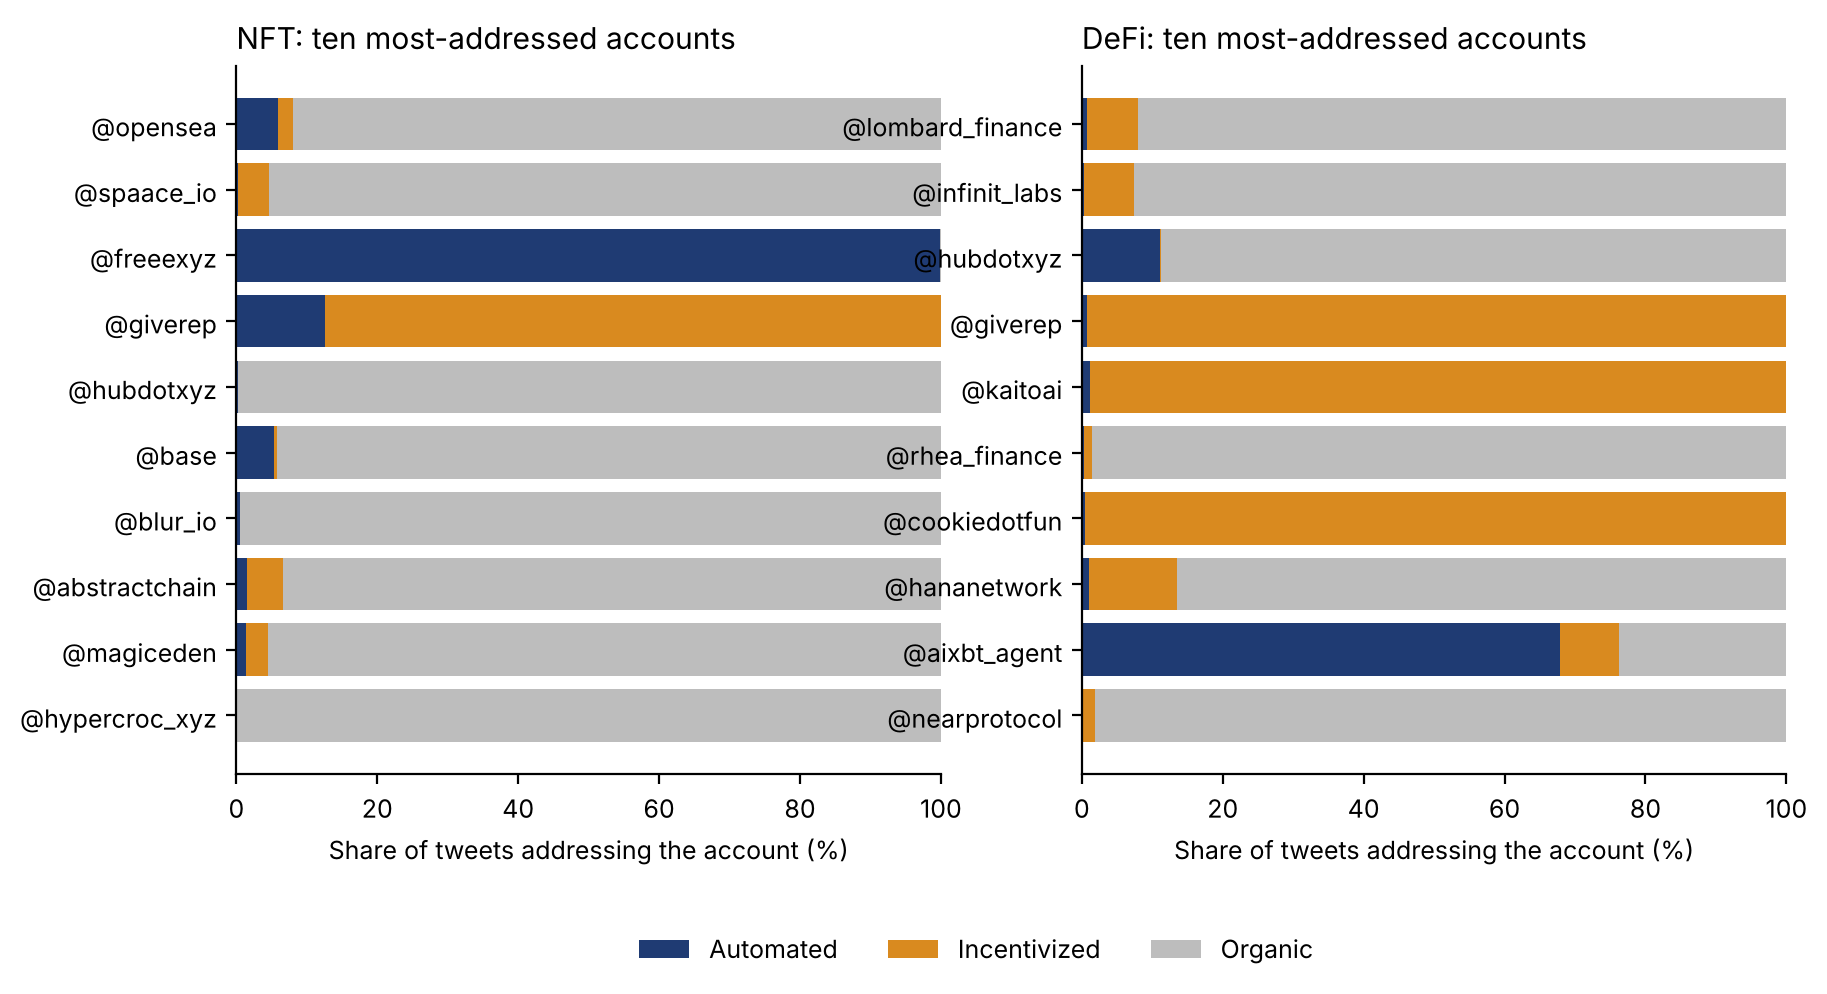 NFT: ten most-addressed accounts
@opensea
@spaace_io
@freeexyz
@giverep
@hubdotxyz
@base
@blur_io
@abstractchain
@magiceden
@hypercroc_xyz
0 20 40 60 80 100
Share of tweets addressing the account (%)
DeFi: ten most-addressed accounts
@lombard_finance
@infinit_labs
@hubdotxyz
@giverep
@kaitoai
@rhea_finance
@cookiedotfun
@hananetwork
@aixbt_agent
@nearprotocol
0 20 40 60 80 100
Share of tweets addressing the account (%)
Automated Incentivized Organic